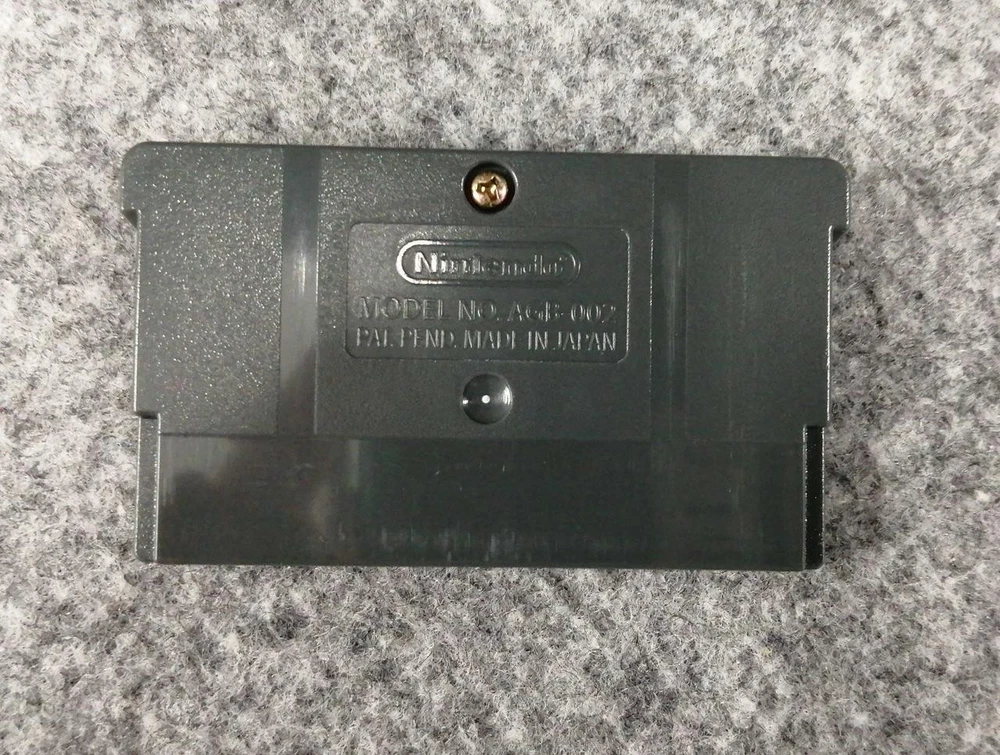 Nintendo
MODEL NO. AGB-002
PAT. PEND. MADE IN JAPAN